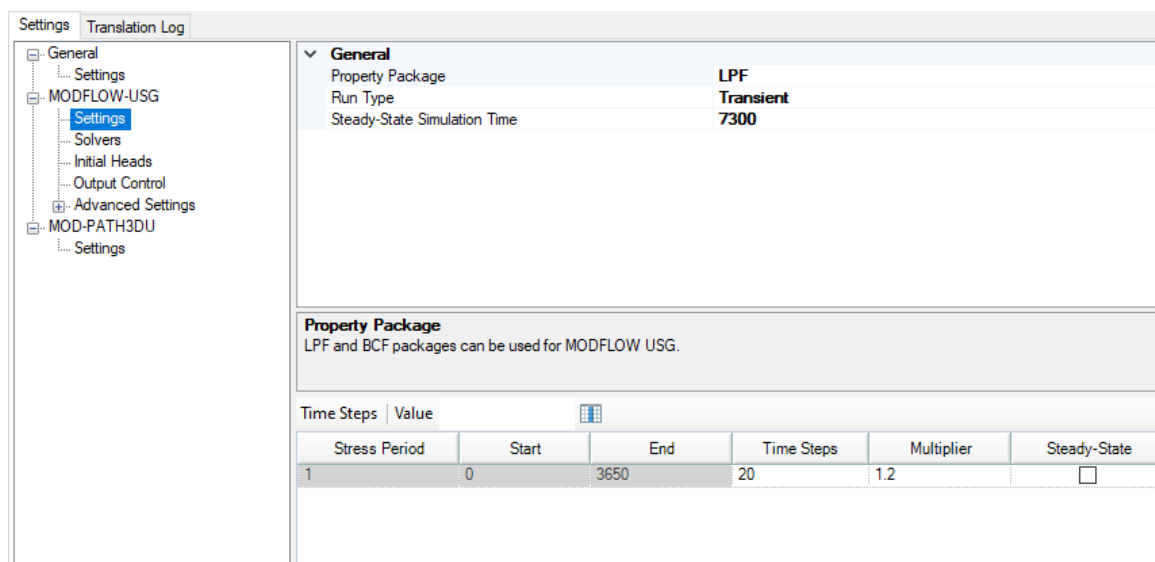 Settings Translation Log
General
Settings
MODFLOW-USG
Settings
Solvers
Initial Heads
Output Control
Advanced Settings
MOD-PATH3DU
Settings
General
Property Package LPF
Run Type Transient
Steady-State Simulation Time 7300
Property Package
LPF and BCF packages can be used for MODFLOW USG.
Time Steps Value
Stress Period Start End Time Steps Multiplier Steady-State
1 0 3650 20 1.2